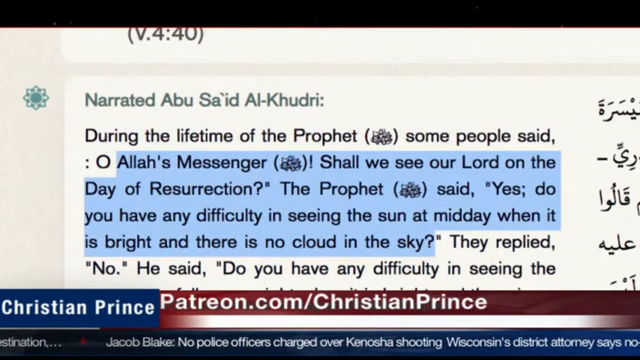 (V.4:40)
Narrated Abu Sa`id Al-Khudri:
During the lifetime of the Prophet (ﷺ) some people said,
: O Allah's Messenger (ﷺ)! Shall we see our Lord on the
Day of Resurrection?" The Prophet (ﷺ) said, "Yes; do
you have any difficulty in seeing the sun at midday when it
is bright and there is no cloud in the sky?" They replied,
"No." He said, "Do you have any difficulty in seeing the
قالوا
عليه
Christian Prince
Patreon.com/ChristianPrince
destination,... Jacob Blake: No police officers charged over Kenosha shooting Wisconsin's district attorney says no